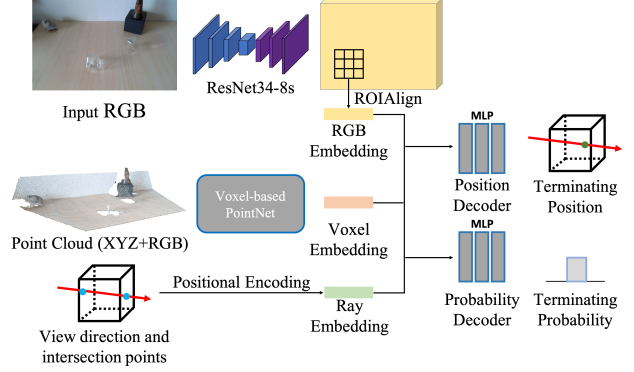 Input RGB
ResNet34-8s
ROIAlign
RGB
Embedding
MLP
Position
Decoder
Terminating
Position
Voxel-based
PointNet
Point Cloud (XYZ+RGB)
Voxel
Embedding
MLP
Positional Encoding
Ray
Embedding
Probability
Decoder
Terminating
Probability
View direction and
intersection points